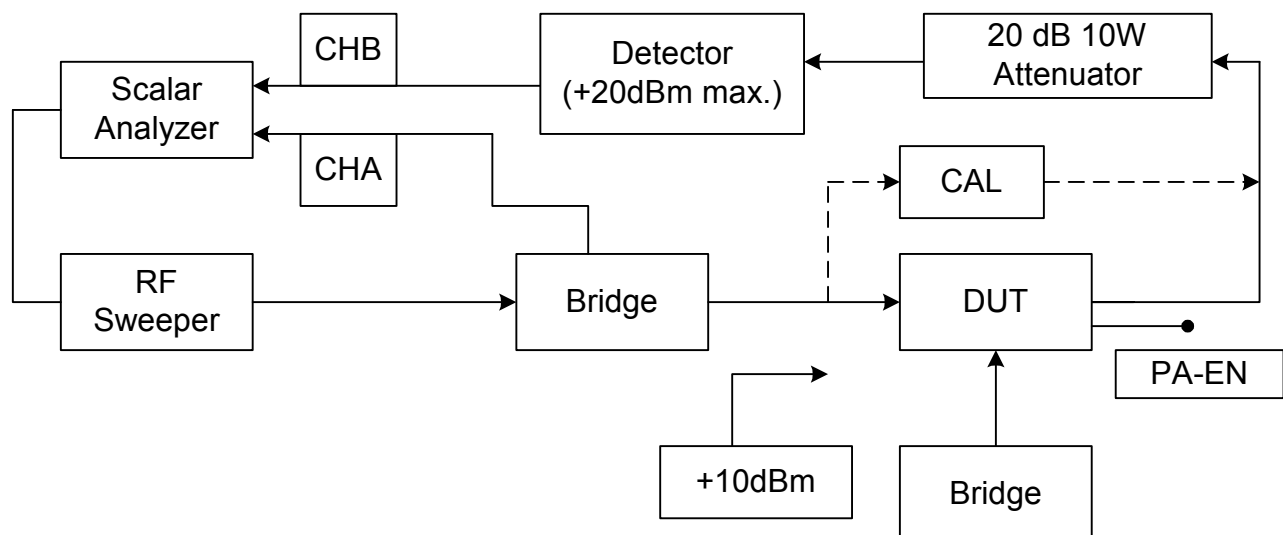 CHB
Detector
(+20dBm max.)
20 dB 10W
Attenuator
Scalar
Analyzer
CHA
CAL
RF
Sweeper
Bridge
DUT
PA-EN
+10dBm
Bridge